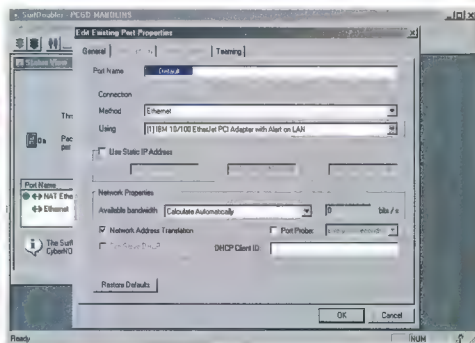 SurfDoubler - PC&D MANDLINS
Edit Existing Port Properties
General
Teaming
Status View
Port Name
Default
Connection
Method
Ethernet
Using
[1] IBM 10/100 EtherJet PCI Adapter with Alert on LAN
Use Static IP Address
Network Properties
Available bandwidth
Calculate Automatically
0
bits / s
Network Address Translation
Port Probe:
DHCP Client ID:
Restore Defaults
OK
Cancel
Port Name
NAT Ethe
Ethernet
The Surf
CyberNO
Ready
NUM